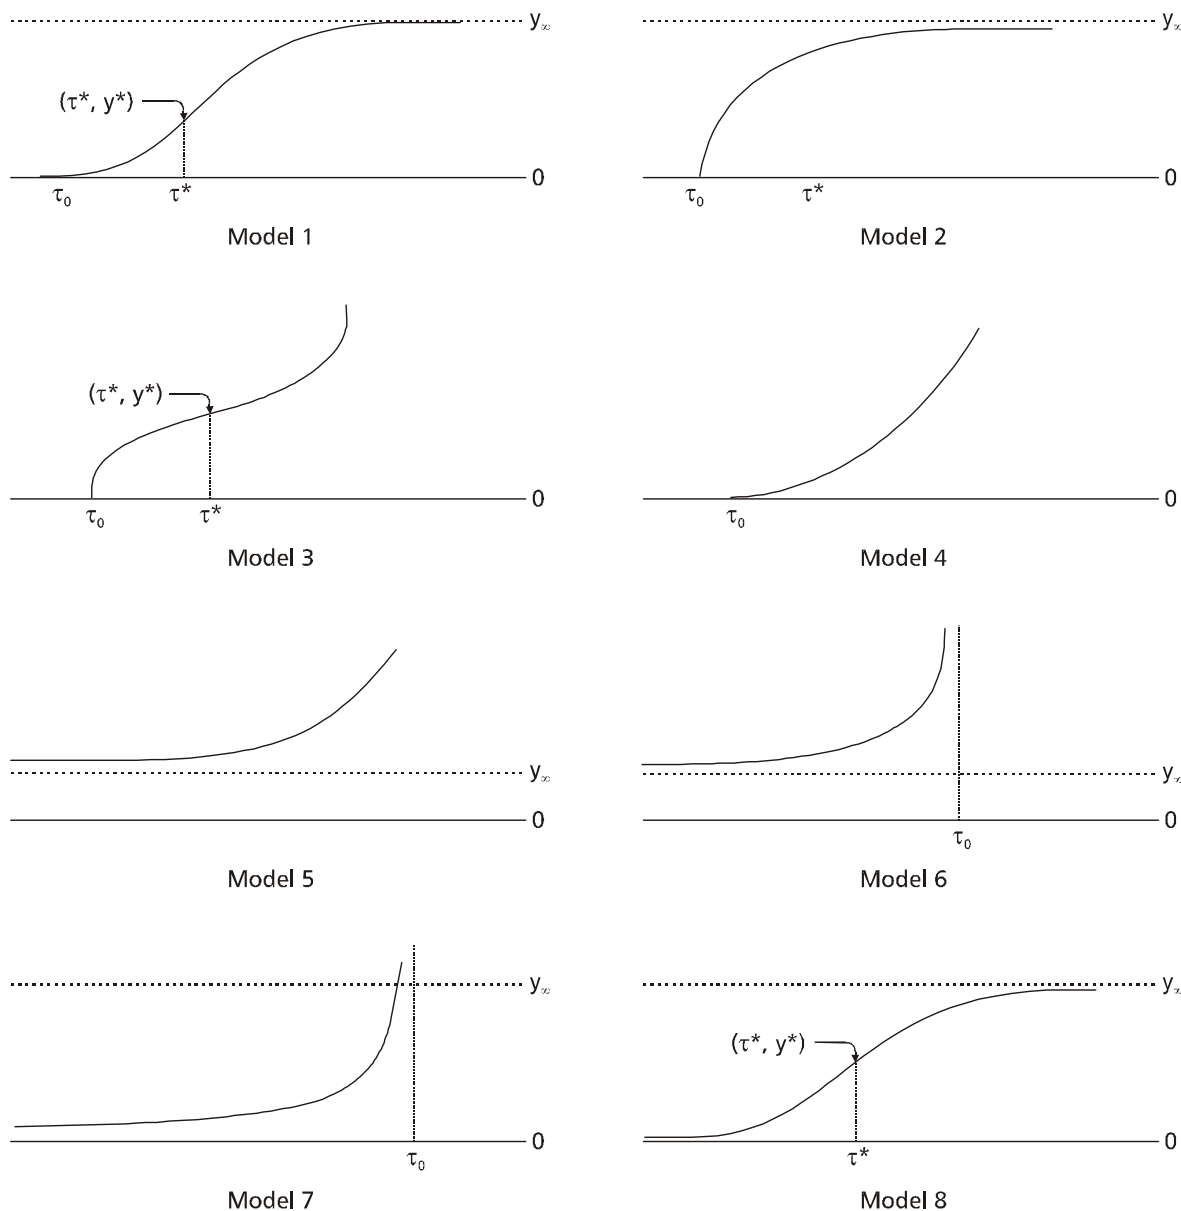 y∞ y∞
(τ*, y*)
0 0
τ₀ τ* τ₀ τ*
Model 1 Model 2
(τ*, y*)
0 0
τ₀ τ* τ₀
Model 3 Model 4
y∞ y∞
0 0
τ₀
Model 5 Model 6
y∞ y∞
(τ*, y*)
0 0
τ₀ τ*
Model 7 Model 8